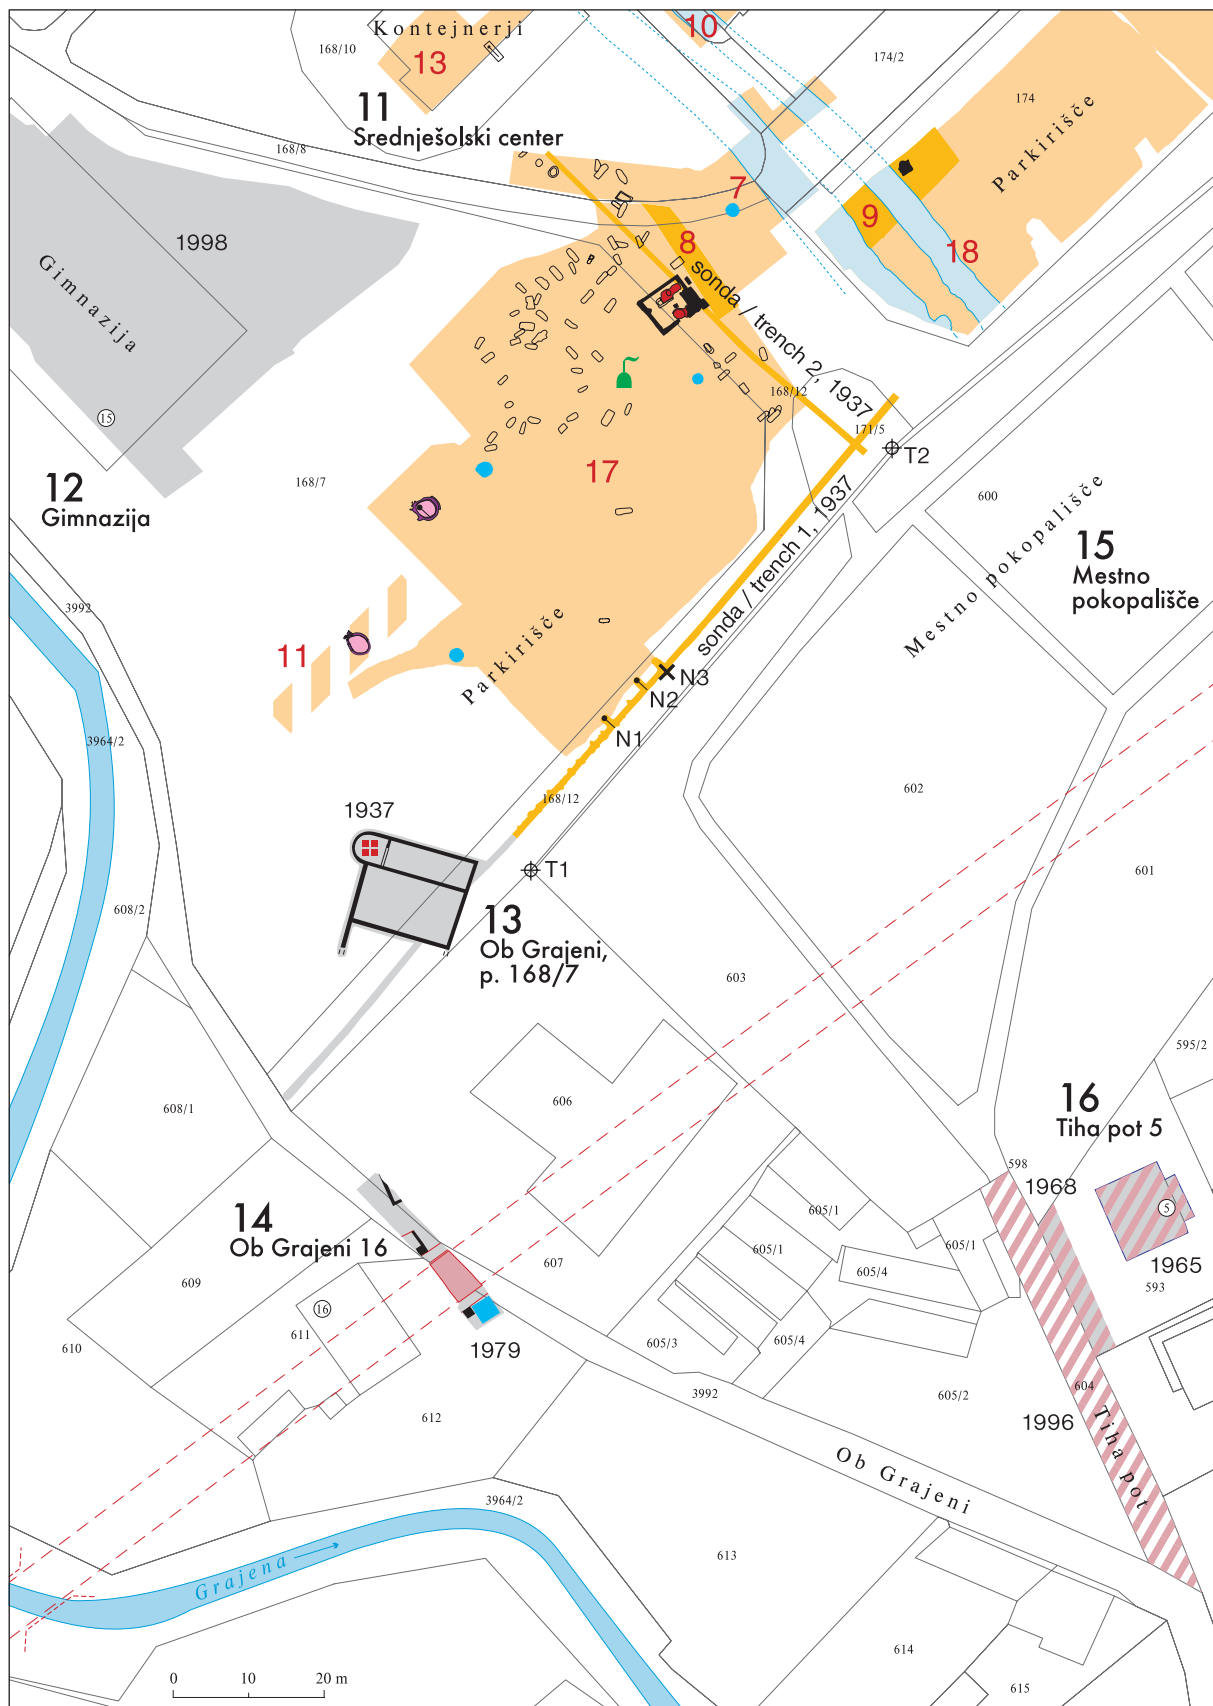 Kontejnerji
168/10
13
10
174/2
174
Parkirišče
11
Srednješolski center
168/8
7
9
18
1998
Gimnazija
8
sonda / trench 2, 1937
168/12
171/5
T2
15
12
Gimnazija
168/7
17
sonda / trench 1, 1937
600
Mestno pokopališče
15
Mestno
pokopališče
3992
11
Parkirišče
N3
N2
N1
3964/2
168/12
602
1937
T1
601
13
Ob Grajeni,
p. 168/7
608/2
603
595/2
608/1
606
16
Tiha pot 5
598
1968
5
14
Ob Grajeni 16
605/1
605/1
605/1
605/4
607
1965
593
609
16
611
610
1979
605/3
605/4
3992
605/2
604
612
1996
Tiha pot
Ob Grajeni
3964/2
Grajena
613
614
615
0 10 20 m